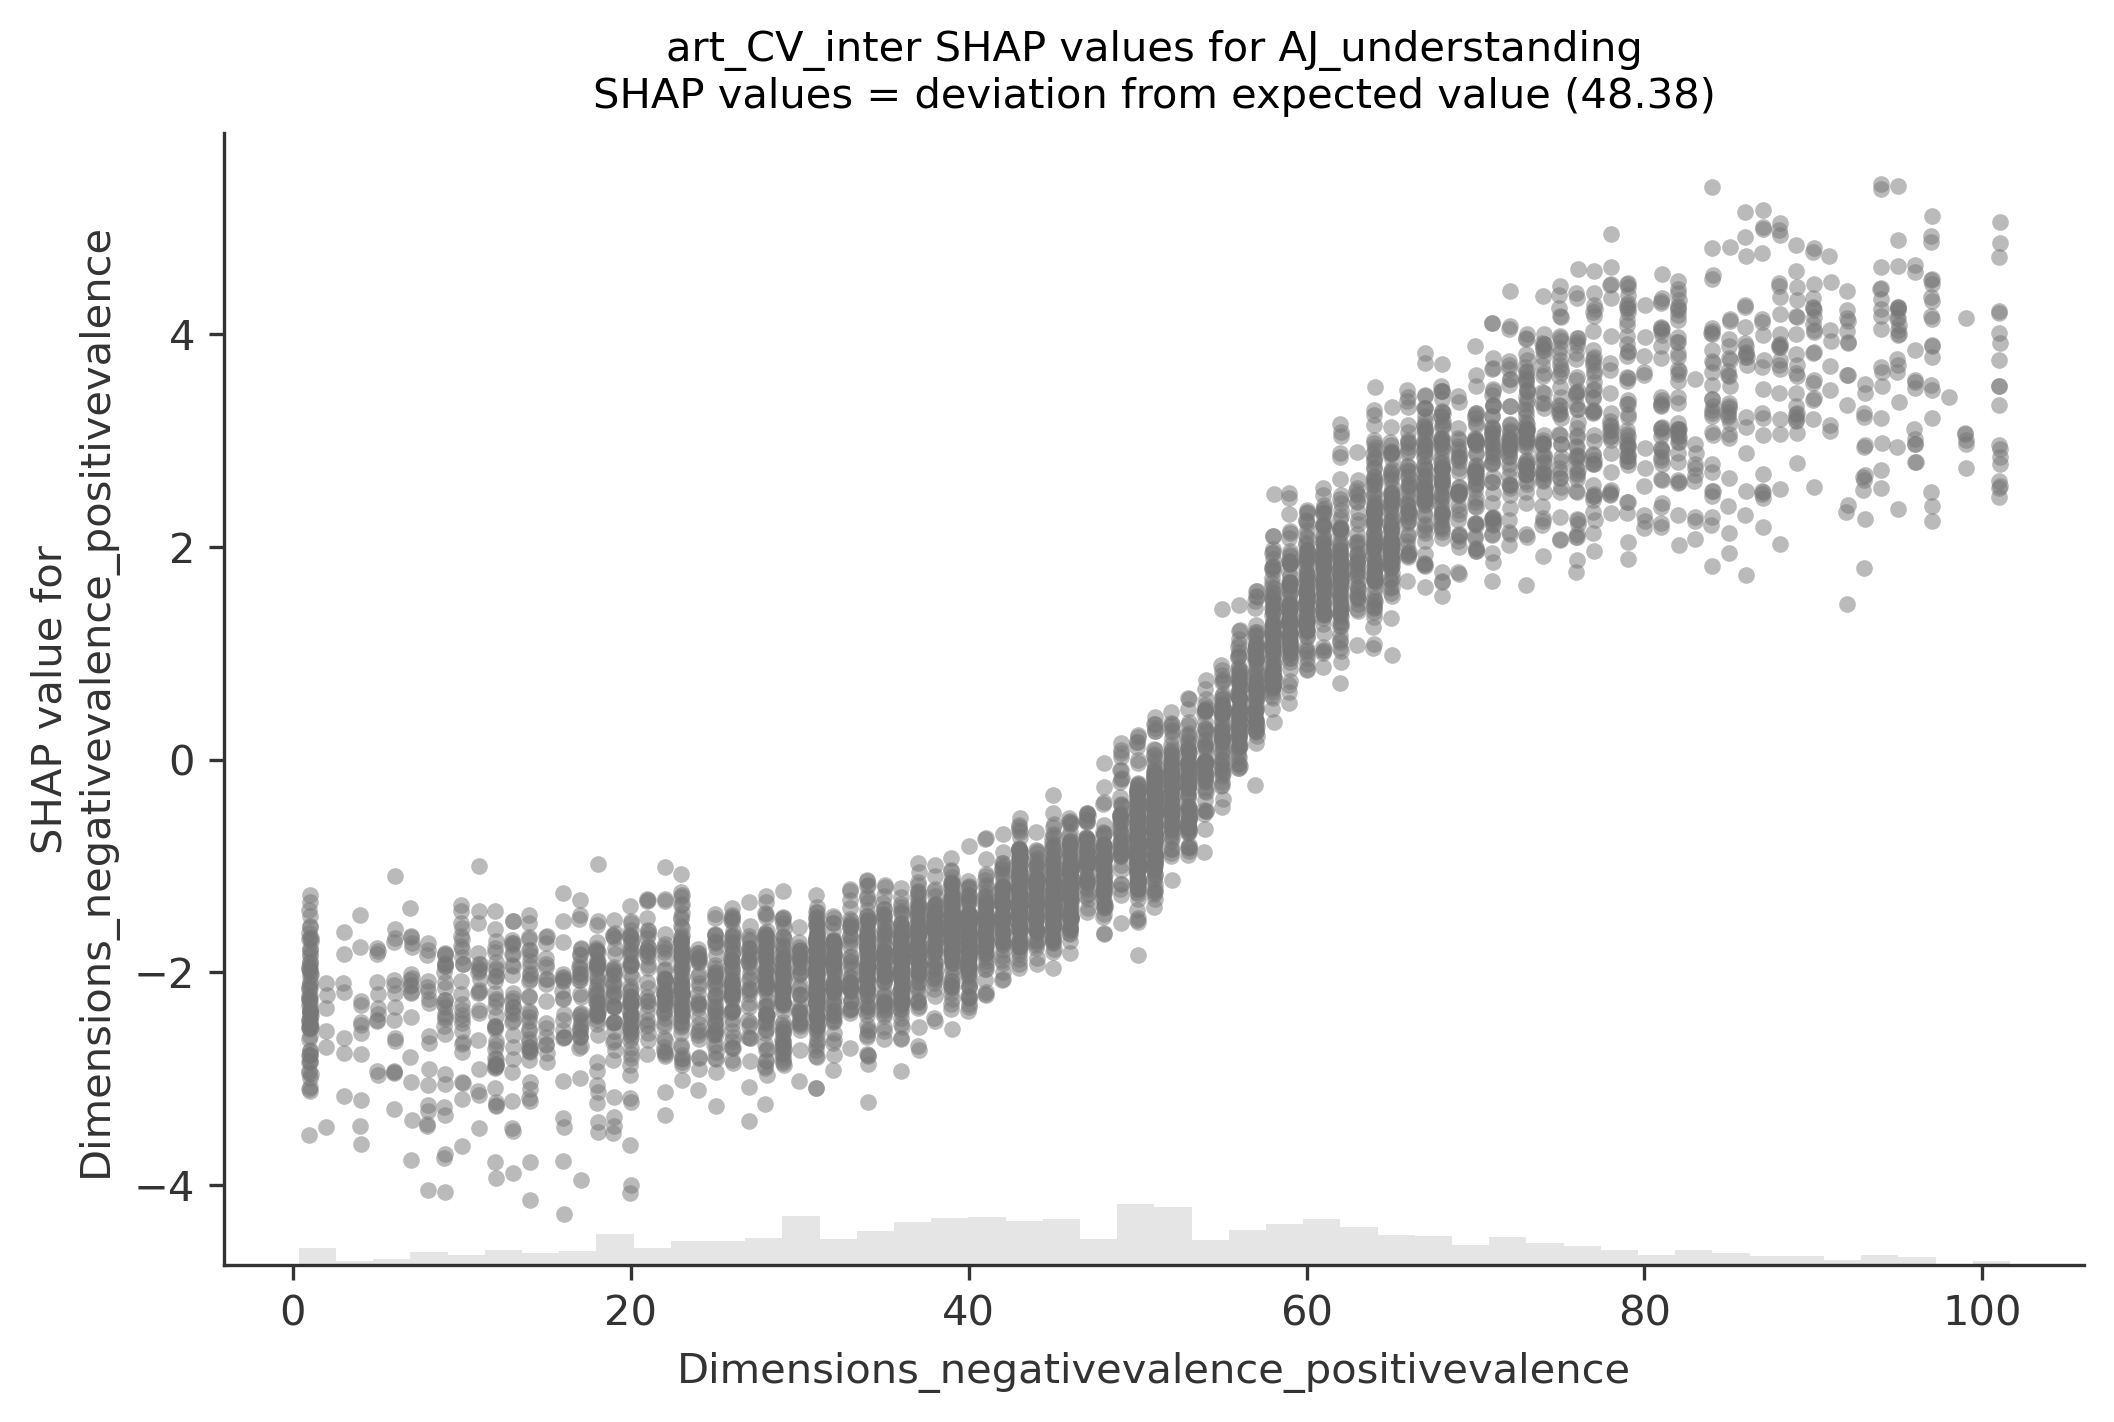 art_CV_inter SHAP values for AJ_understanding
SHAP values = deviation from expected value (48.38)
SHAP value for
Dimensions_negativevalence_positivevalence
4
2
0
−2
−4
0 20 40 60 80 100
Dimensions_negativevalence_positivevalence